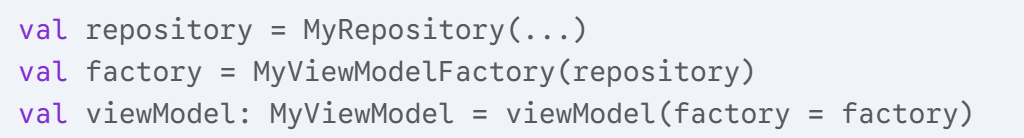 val repository = MyRepository(...)
val factory = MyViewModelFactory(repository)
val viewModel: MyViewModel = viewModel(factory = factory)